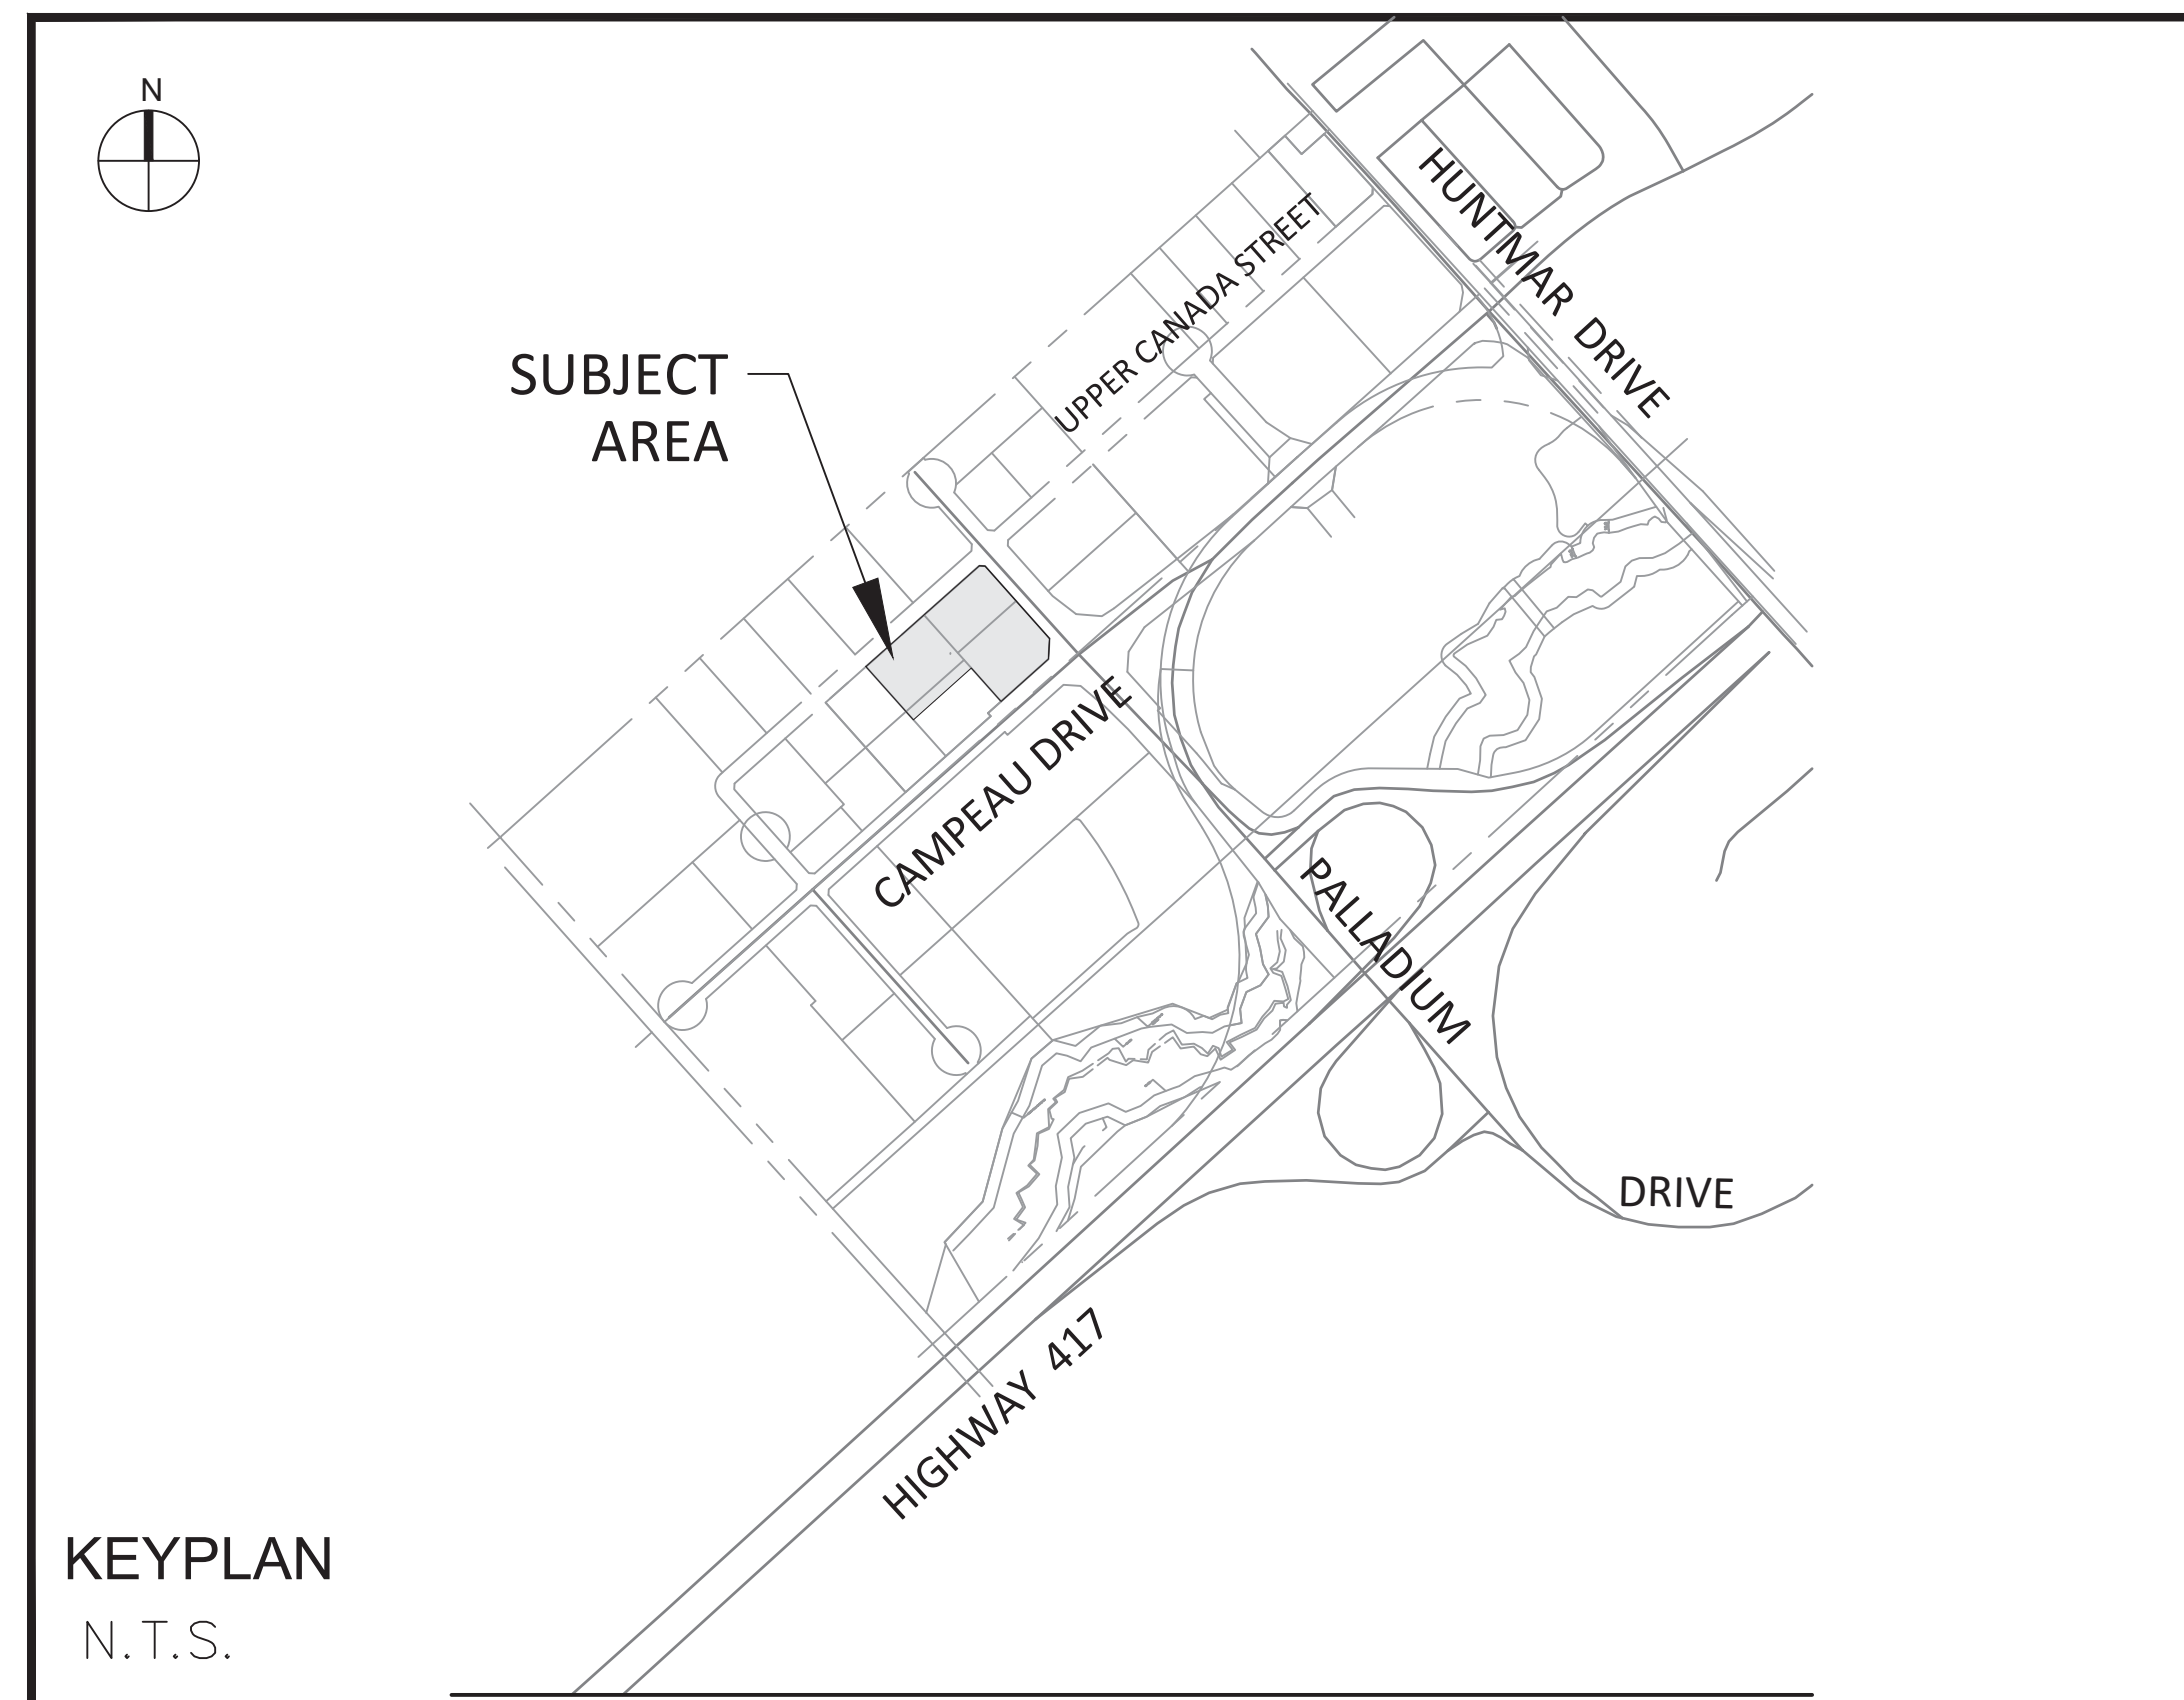 N
HUNTMAR DRIVE
UPPER CANADA STREET
SUBJECT
AREA
CAMPEAU DRIVE
PALLADIUM
DRIVE
HIGHWAY 417
KEYPLAN
N.T.S.